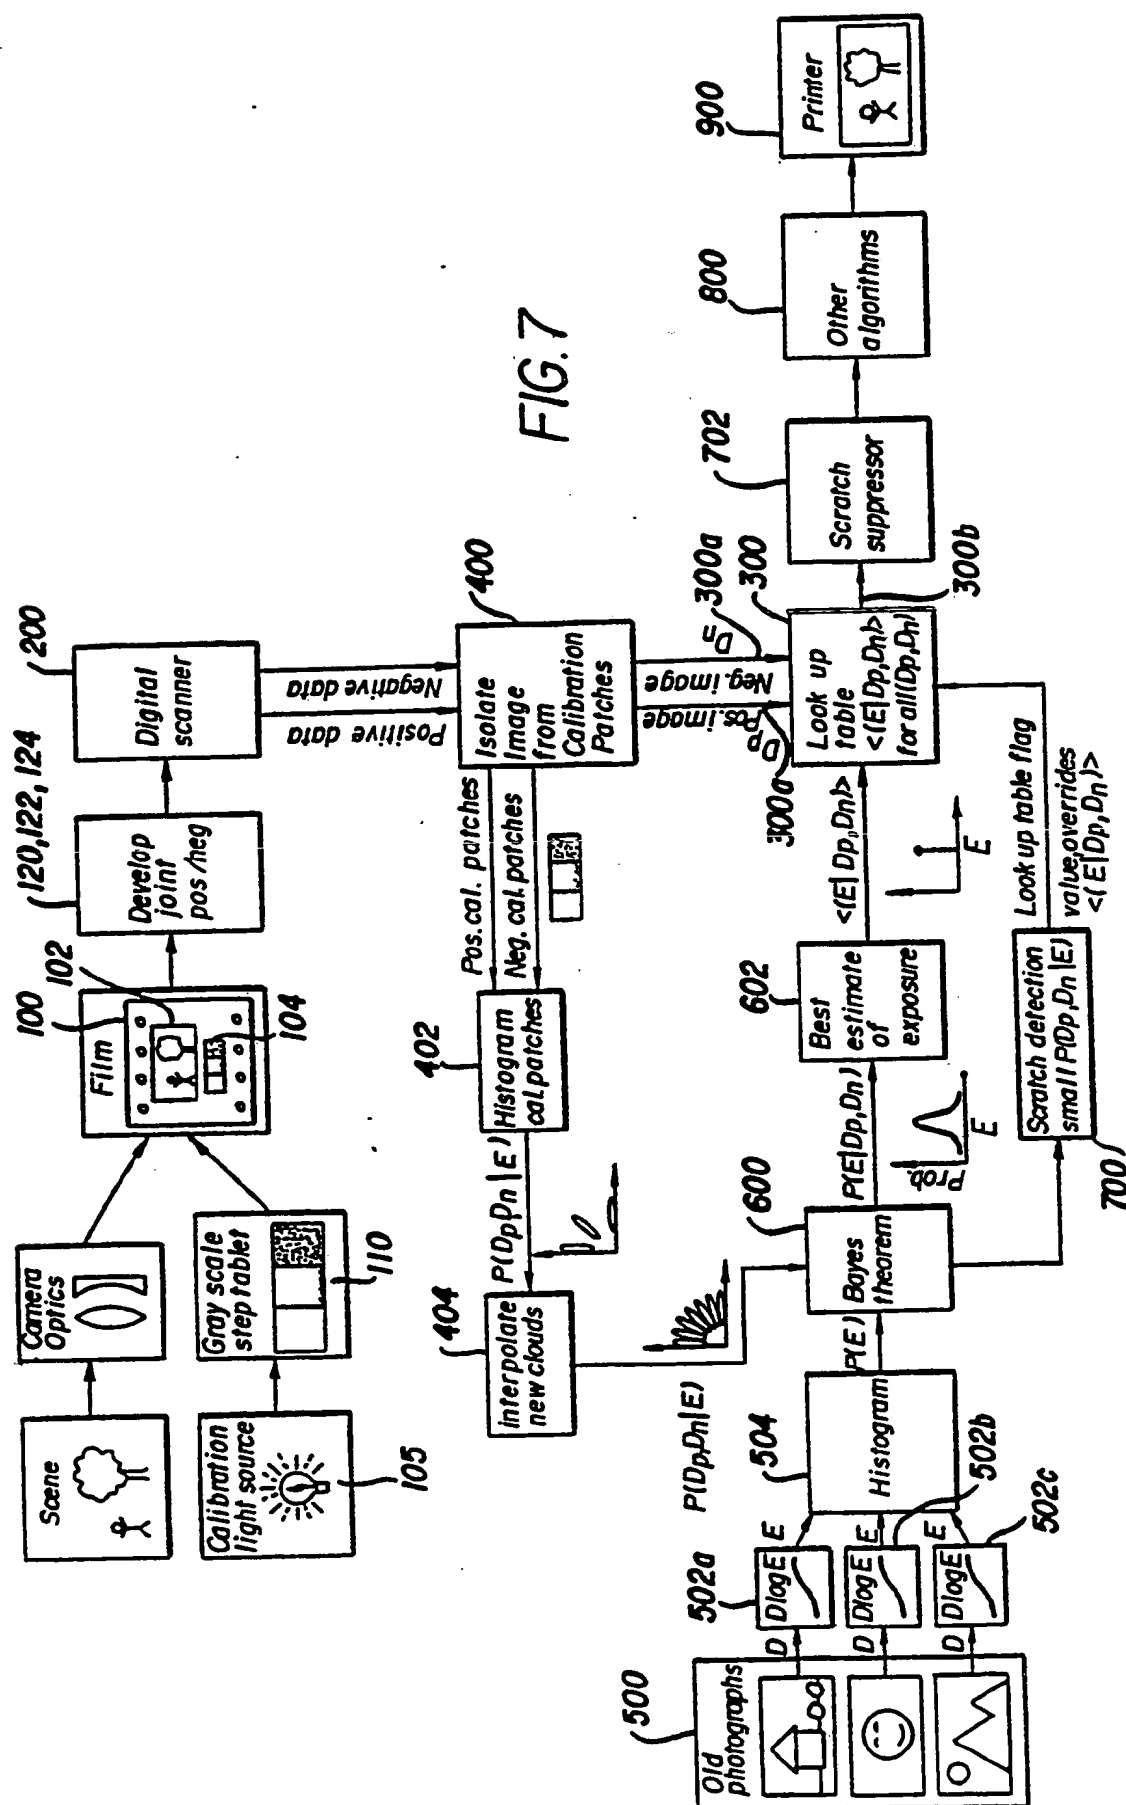 FIG.7
Scene
Camera
Optics
Calibration
light source
105
Gray scale
step tablet
110
Film
100
102
104
Develop
joint
pos/neg
120,122,124
Digital
scanner
200
Positive data
Negative data
Isolate
Image
from
Calibration
Patches
400
Pos.cal. patches
Neg. cal. patches
Histogram
cal.patches
402
P(Dp,Dn|E)
interpolate
new clouds
404
P(Dp,Dn|E)
Pos.image
Dp
300a
Neg.image
Dn
300a
Old
photographs
500
D
DlogE
E
502a
D
DlogE
E
502b
D
DlogE
E
502c
Histogram
504
P(E)
Bayes
theorem
600
P(E|Dp,Dn)
Prob.
E
Best
estimate
of
exposure
602
<(E|Dp,Dn)>
E
Scratch detection
small P(Dp,Dn|E)
700
Look up table flag
value,overrides
<(E|Dp,Dn)>
Look up
table
<(E|Dp,Dn)>
for all(Dp,Dn)
300
300b
Scratch
suppressor
702
Other
algorithms
800
Printer
900